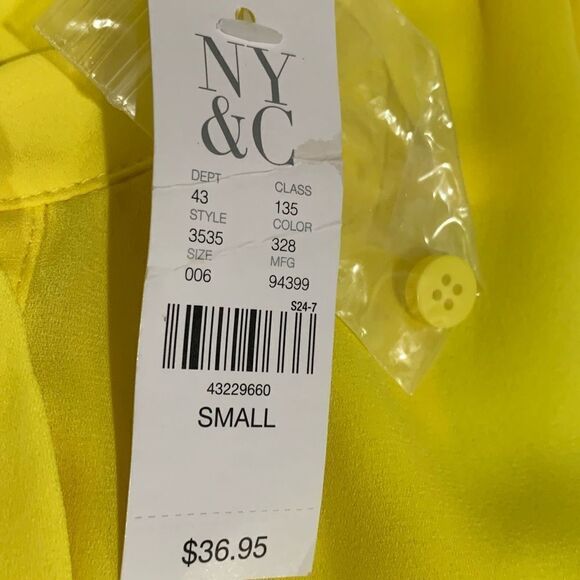 NY
&C
DEPT CLASS
43 135
STYLE COLOR
3535 328
SIZE MFG
006 94399
S24-7
43229660
SMALL
$36.95